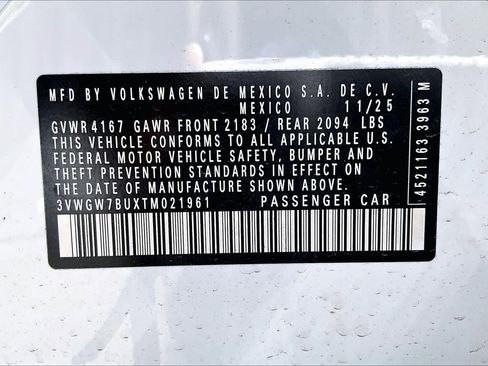 MFD BY VOLKSWAGEN DE MEXICO S.A. DE C.V.
MEXICO 11/25
GVWR 4167 GAWR FRONT 2183 / REAR 2094 LBS
THIS VEHICLE CONFORMS TO ALL APPLICABLE U.S.
FEDERAL MOTOR VEHICLE SAFETY, BUMPER AND
THEFT PREVENTION STANDARDS IN EFFECT ON THE
DATE OF MANUFACTURE SHOWN ABOVE.
3VWGW7BUXTM021961 PASSENGER CAR
4521163 3963 M